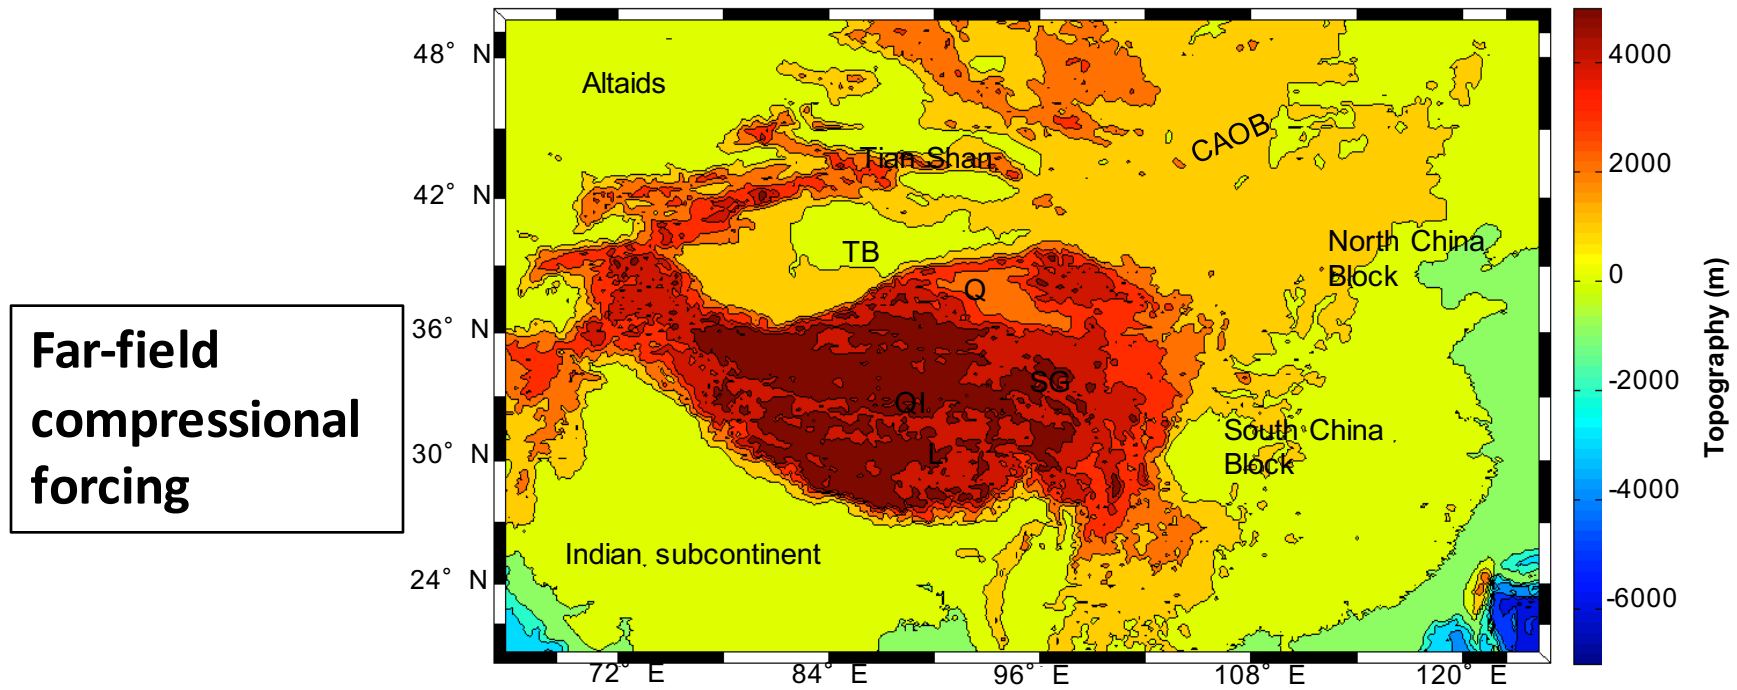 Far-field
compressional
forcing
48° N
42° N
36° N
30° N
24° N
72° E
84° E
96° E
108° E
120° E
Altaids
Tian Shan
CAOB
TB
Q
North China
Block
SG
QI
L
South China
Block
Indian subcontinent
4000
2000
0
-2000
-4000
-6000
Topography (m)